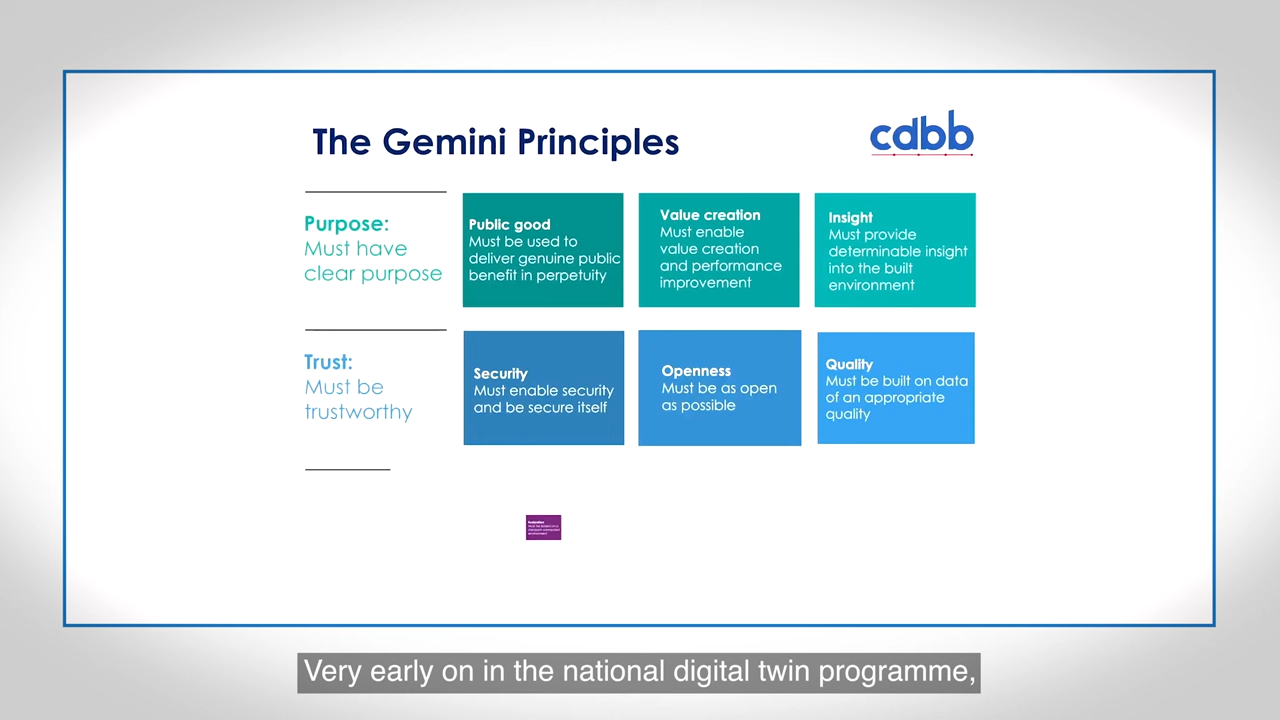 The Gemini Principles
cdbb
Purpose:
Must have
clear purpose
Public good
Must be used to
deliver genuine public
benefit in perpetuity
Value creation
Must enable
value creation
and performance
improvement
Insight
Must provide
determinable insight
into the built
environment
Trust:
Must be
trustworthy
Security
Must enable security
and be secure itself
Openness
Must be as open
as possible
Quality
Must be built on data
of an appropriate
quality
Federation
environment
Very early on in the national digital twin programme,